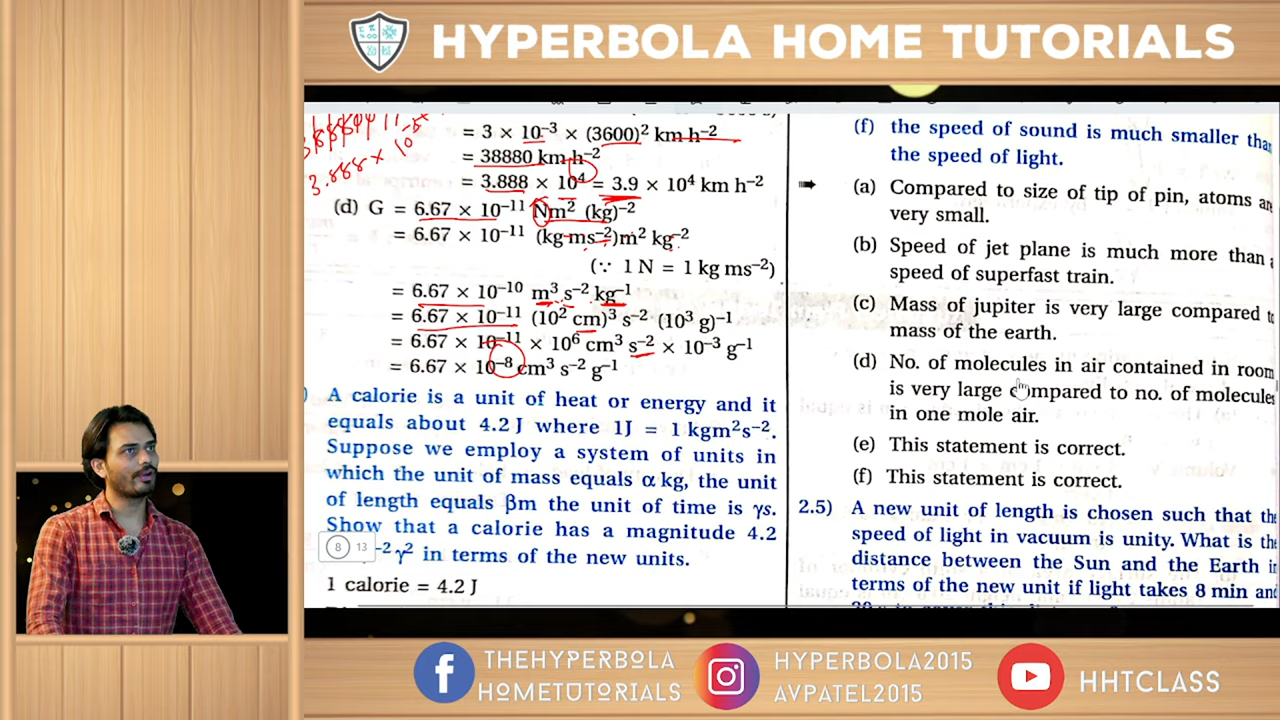 HYPERBOLA HOME TUTORIALS
3.888 × 10
= 3 × 10⁻³ × (3600)² km h⁻²
= 38880 km h⁻²
= 3.888 × 10⁴ = 3.9 × 10⁴ km h⁻²
(d) G = 6.67 × 10⁻¹¹ Nm² (kg)⁻²
= 6.67 × 10⁻¹¹ (kg ms⁻²)m² kg⁻²
(∵ 1 N = 1 kg ms⁻²)
= 6.67 × 10⁻¹⁰ m³ s⁻² kg⁻¹
= 6.67 × 10⁻¹¹ (10² cm)³ s⁻² (10³ g)⁻¹
= 6.67 × 10⁻¹¹ × 10⁶ cm³ s⁻² × 10⁻³ g⁻¹
= 6.67 × 10⁻⁸ cm³ s⁻² g⁻¹
) A calorie is a unit of heat or energy and it
equals about 4.2 J where 1J = 1 kgm²s⁻².
Suppose we employ a system of units in
which the unit of mass equals α kg, the unit
of length equals βm the unit of time is γs.
Show that a calorie has a magnitude 4.2
⁻² γ² in terms of the new units.
8 13
1 calorie = 4.2 J
(f) the speed of sound is much smaller than
the speed of light.
➠ (a) Compared to size of tip of pin, atoms are
very small.
(b) Speed of jet plane is much more than
speed of superfast train.
(c) Mass of jupiter is very large compared
mass of the earth.
(d) No. of molecules in air contained in room
is very large compared to no. of molecules
in one mole air.
(e) This statement is correct.
(f) This statement is correct.
2.5) A new unit of length is chosen such that the
speed of light in vacuum is unity. What is the
distance between the Sun and the Earth in
terms of the new unit if light takes 8 min and
THEHYPERBOLA
HOMETUTORIALS
HYPERBOLA2015
AVPATEL2015
HHTCLASS